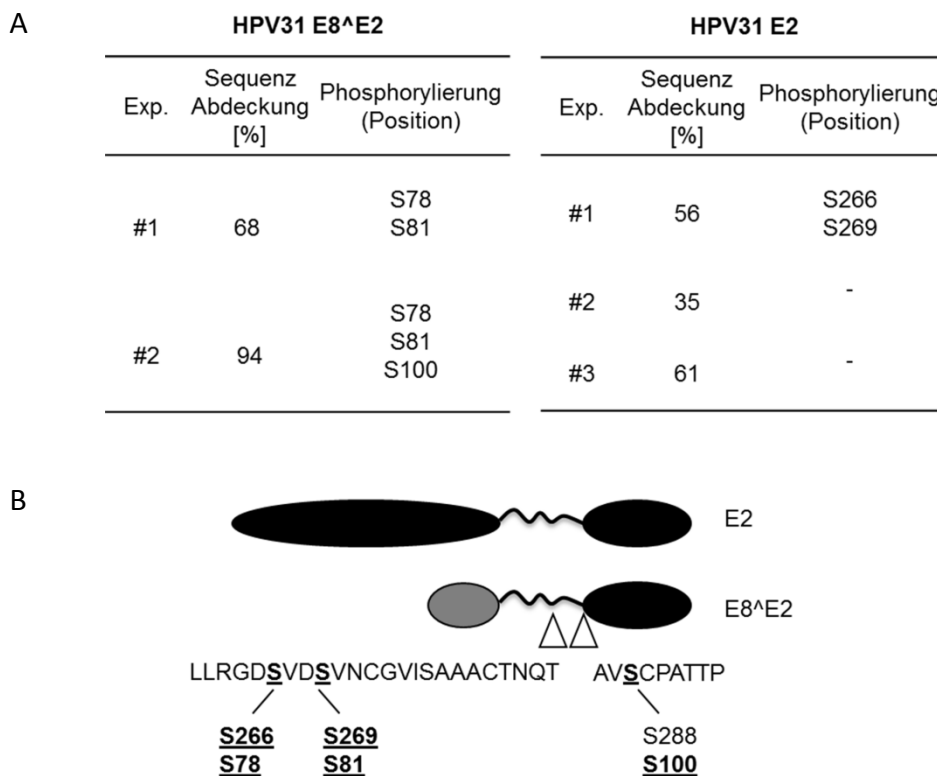 A
HPV31 E8^E2
Exp.
Sequenz
Abdeckung
[%]
Phosphorylierung
(Position)
#1
68
S78
S81
#2
94
S78
S81
S100
HPV31 E2
Exp.
Sequenz
Abdeckung
[%]
Phosphorylierung
(Position)
#1
56
S266
S269
#2
35
-
#3
61
-
B
E2
E8^E2
LLRGDSVDSVNCGVISAAACTNQT AVSCPATTP
S266 S269 S288
S78 S81 S100